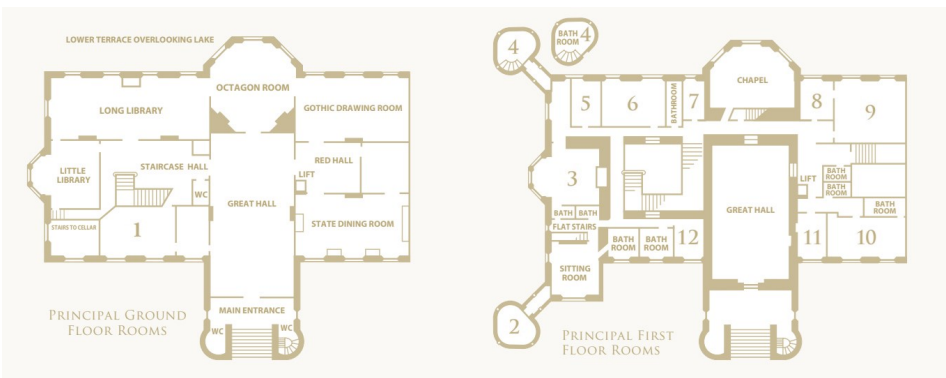 LOWER TERRACE OVERLOOKING LAKE
OCTAGON ROOM
LONG LIBRARY
GOTHIC DRAWING ROOM
STAIRCASE HALL
RED HALL
LITTLE
LIBRARY
LIFT
WC
GREAT HALL
STATE DINING ROOM
STAIRS TO CELLAR
1
MAIN ENTRANCE
WC
WC
PRINCIPAL GROUND
FLOOR ROOMS
4
BATH
ROOM
4
CHAPEL
5
6
BATHROOM
7
8
9
3
LIFT
BATH
ROOM
BATH
ROOM
GREAT HALL
BATH
ROOM
BATH
BATH
FLAT STAIRS
BATH
ROOM
BATH
ROOM
12
11
10
SITTING
ROOM
2
PRINCIPAL FIRST
FLOOR ROOMS